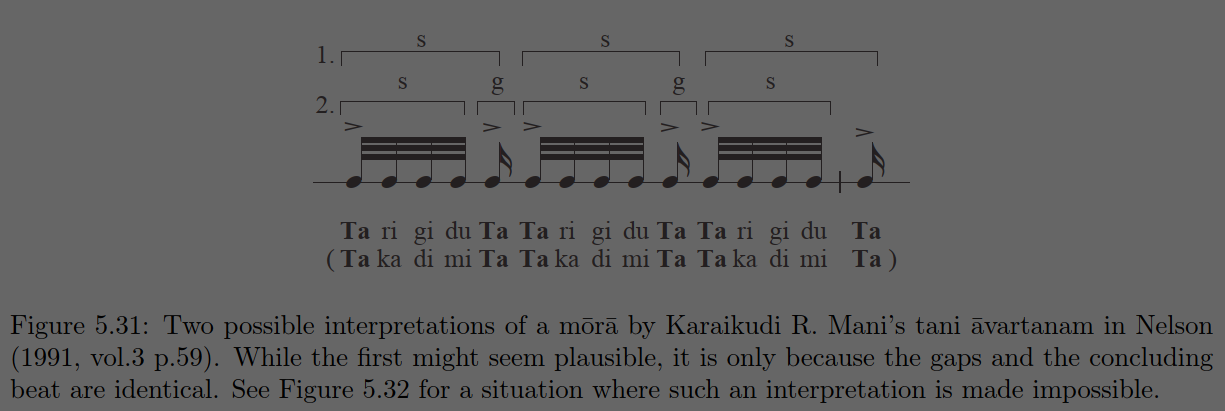 s s s
1.
s g s g s
2.
Ta ri gi du Ta Ta ri gi du Ta Ta ri gi du Ta
( Ta ka di mi Ta Ta ka di mi Ta Ta ka di mi Ta )
Figure 5.31: Two possible interpretations of a mōrā by Karaikudi R. Mani's tani āvartanam in Nelson
(1991, vol.3 p.59). While the first might seem plausible, it is only because the gaps and the concluding
beat are identical. See Figure 5.32 for a situation where such an interpretation is made impossible.